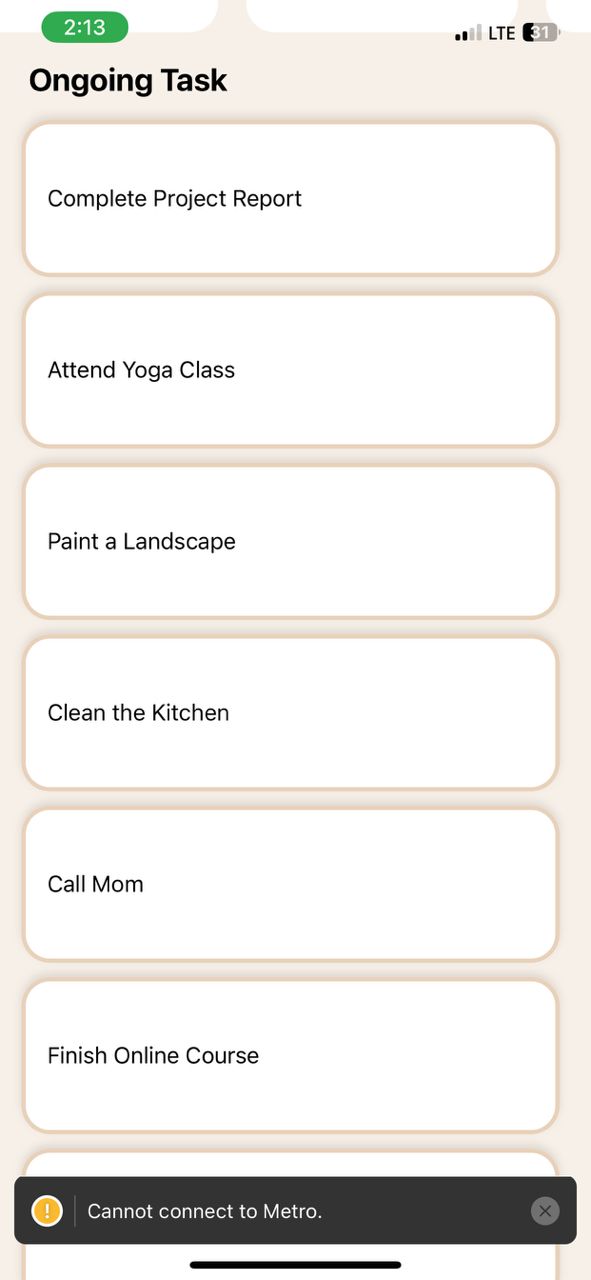 2:13
LTE 31
Ongoing Task
Complete Project Report
Attend Yoga Class
Paint a Landscape
Clean the Kitchen
Call Mom
Finish Online Course
! Cannot connect to Metro.